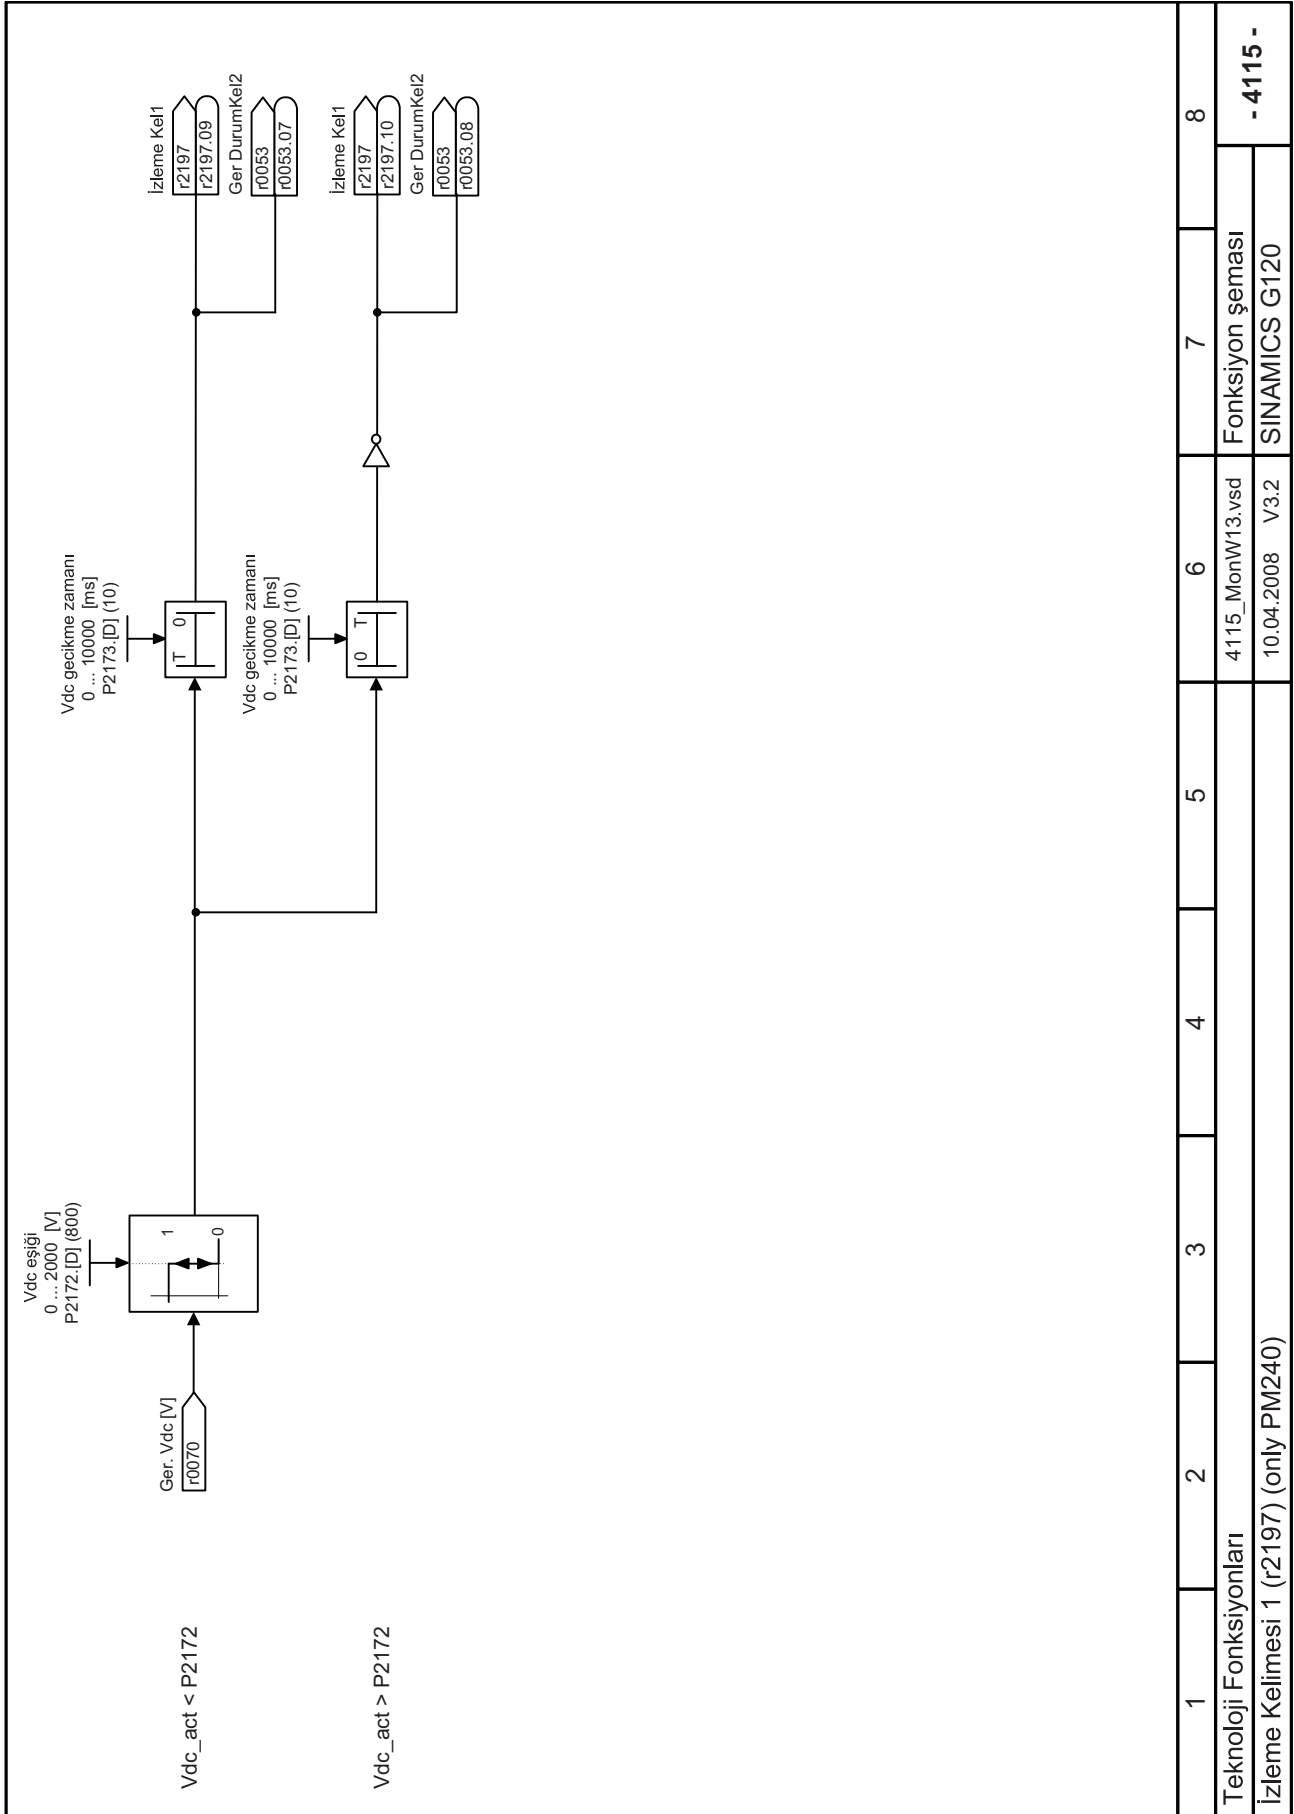 Vdc_act < P2172
Vdc_act > P2172
Ger. Vdc [V]
r0070
Vdc eşiği
0 ... 2000 [V]
P2172.[D] (800)
1
0
Vdc gecikme zamanı
0 ... 10000 [ms]
P2173.[D] (10)
T 0
Vdc gecikme zamanı
0 ... 10000 [ms]
P2173.[D] (10)
0 T
İzleme Kel1
r2197
r2197.09
Ger DurumKel2
r0053
r0053.07
İzleme Kel1
r2197
r2197.10
Ger DurumKel2
r0053
r0053.08
1 2 3 4 5 6 7 8
Teknoloji Fonksiyonları
İzleme Kelimesi 1 (r2197) (only PM240)
4115_MonW13.vsd
10.04.2008 V3.2
Fonksiyon şeması
SINAMICS G120
- 4115 -